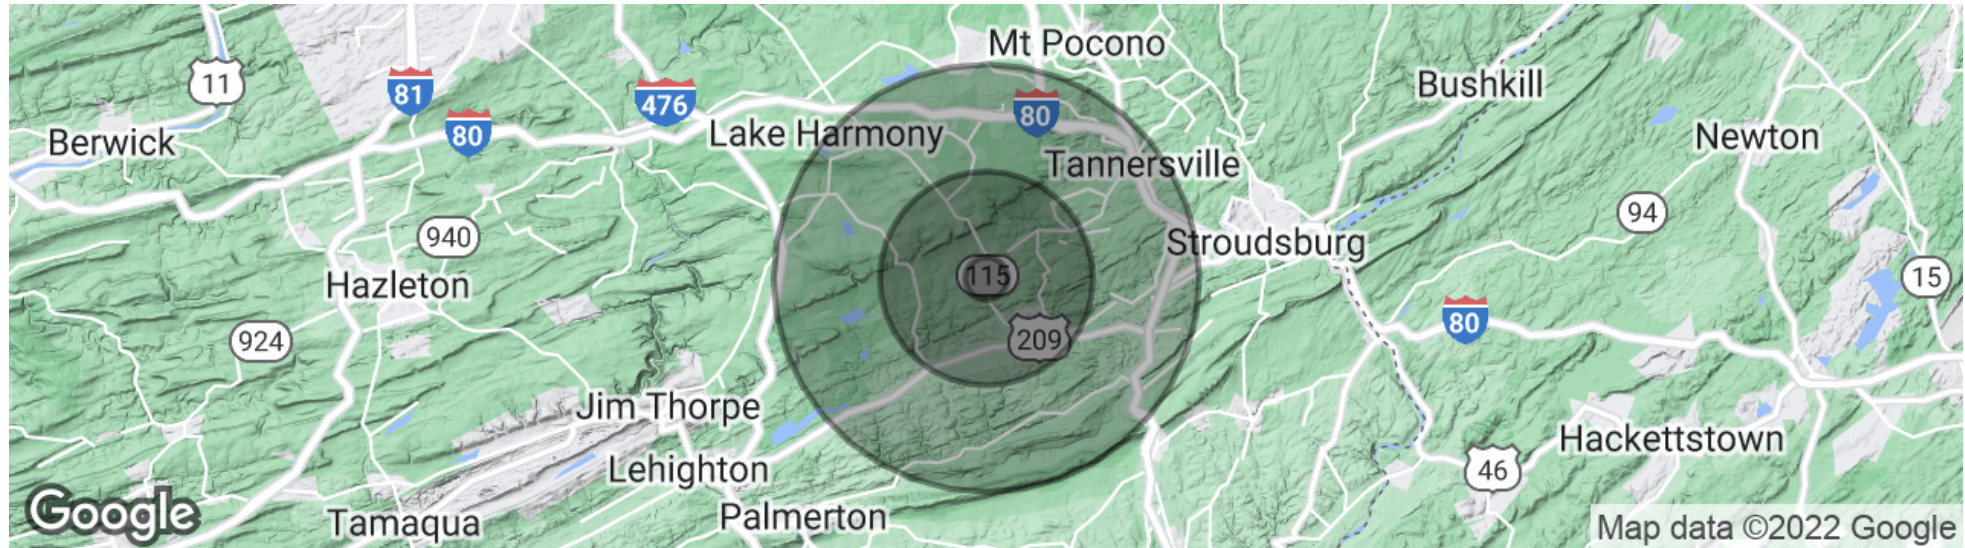 Mt Pocono
11
81
476
80
Bushkill
80
Berwick
Lake Harmony
Newton
Tannersville
94
940
Stroudsburg
Hazleton
115
15
924
209
80
Jim Thorpe
Hackettstown
Lehighton
46
Google
Tamaqua
Palmerton
Map data ©2022 Google